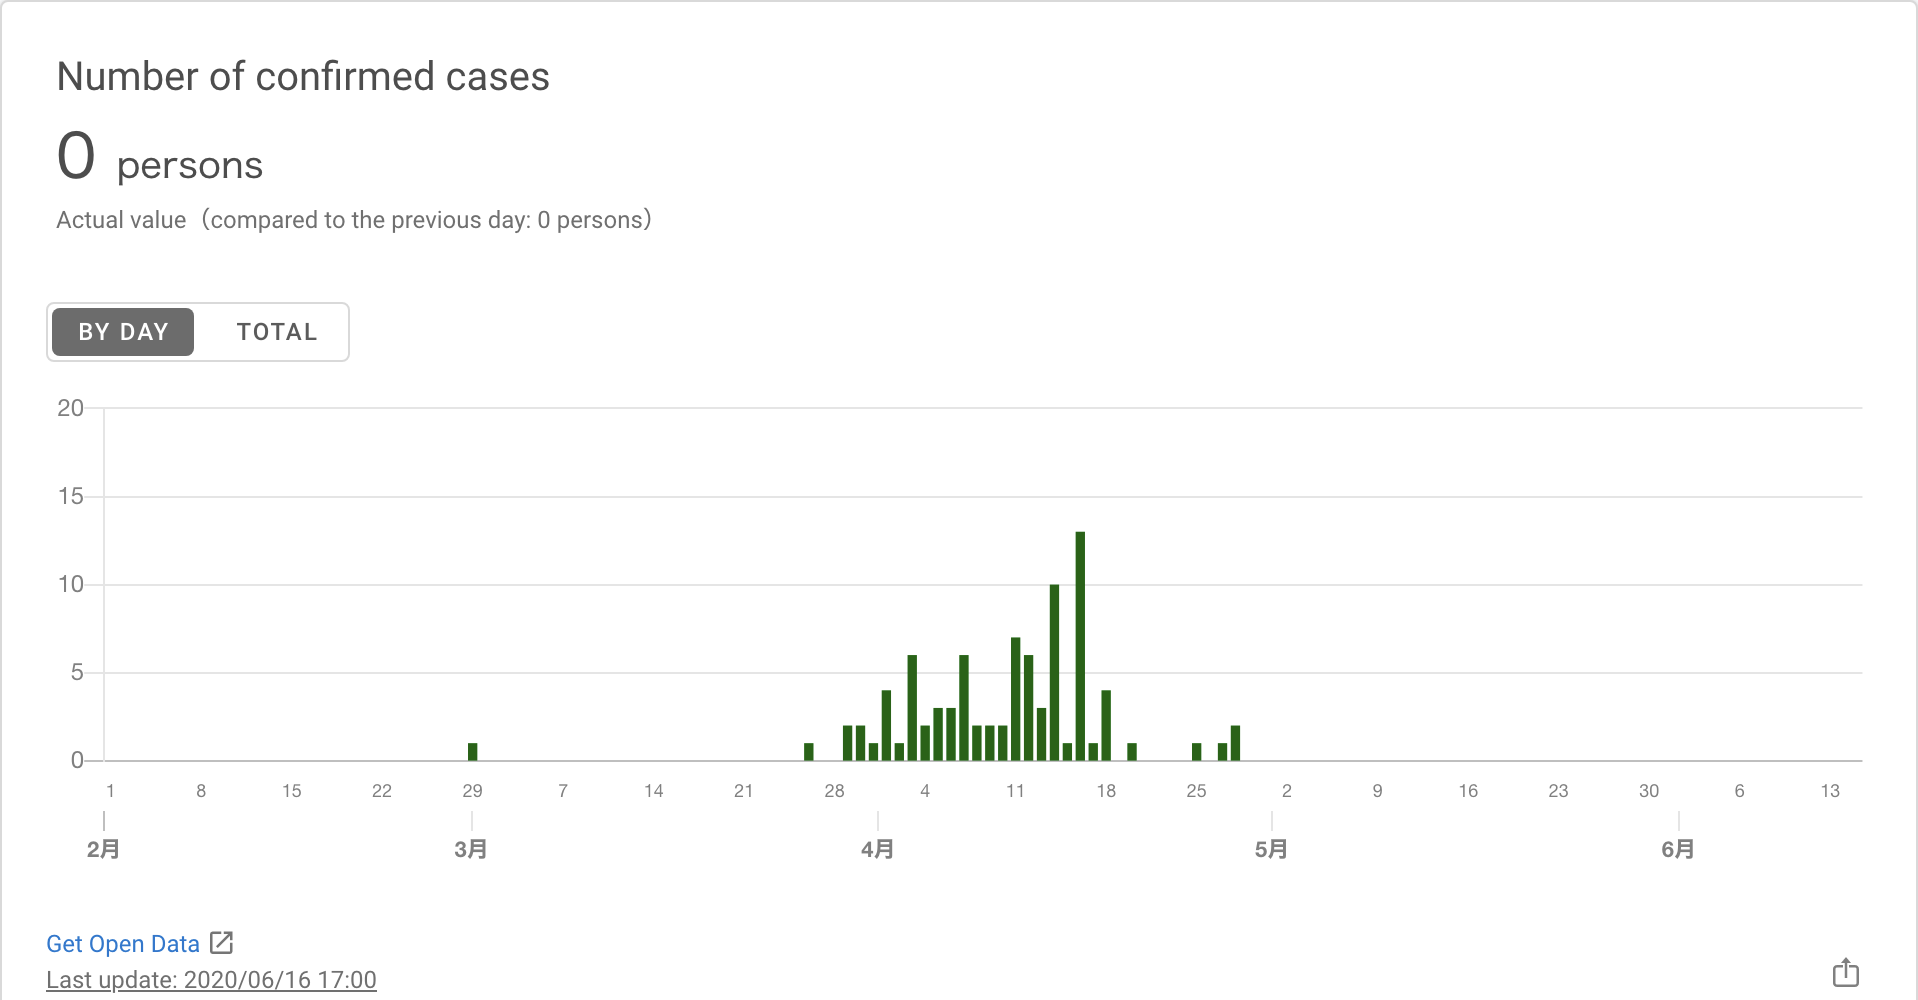 Number of confirmed cases
0 persons
Actual value（compared to the previous day: 0 persons）
BY DAY TOTAL
20
15
10
5
0
1 8 15 22 29 7 14 21 28 4 11 18 25 2 9 16 23 30 6 13
2月 3月 4月 5月 6月
Get Open Data
Last update: 2020/06/16 17:00